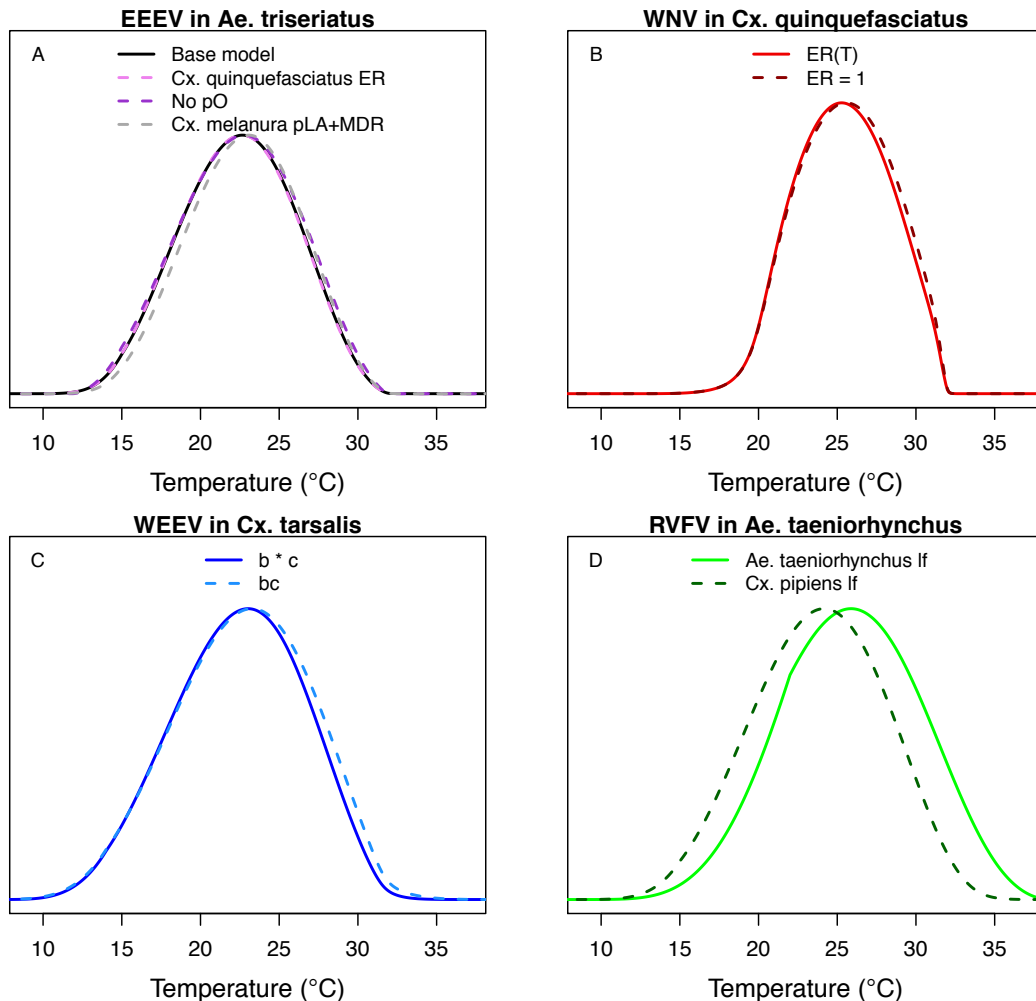 EEEV in Ae. triseriatus
A
Base model
Cx. quinquefasciatus ER
No pO
Cx. melanura pLA+MDR
10 15 20 25 30 35
Temperature (°C)
WNV in Cx. quinquefasciatus
B
ER(T)
ER = 1
10 15 20 25 30 35
Temperature (°C)
WEEV in Cx. tarsalis
C
b * c
bc
10 15 20 25 30 35
Temperature (°C)
RVFV in Ae. taeniorhynchus
D
Ae. taeniorhynchus lf
Cx. pipiens lf
10 15 20 25 30 35
Temperature (°C)